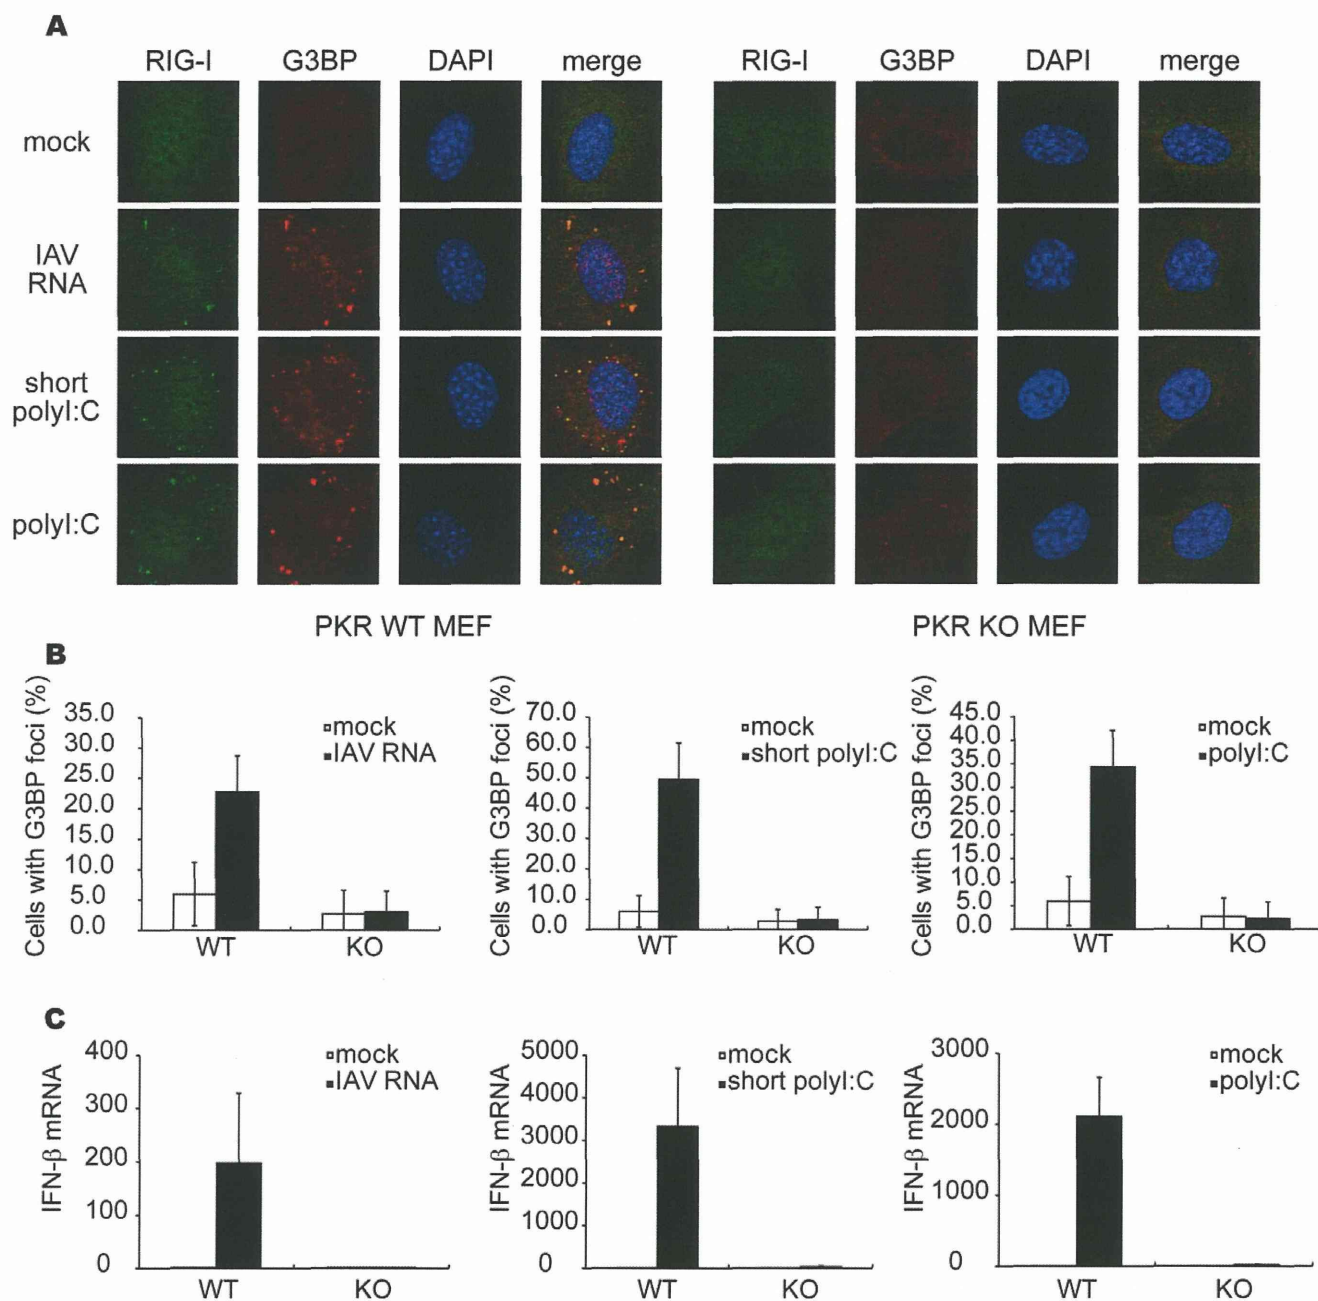 A
RIG-I G3BP DAPI merge RIG-I G3BP DAPI merge
mock
IAV
RNA
short
polyI:C
polyI:C
PKR WT MEF PKR KO MEF
B
Cells with G3BP foci (%)
35.0
30.0
25.0
20.0
15.0
10.0
5.0
0.0
mock
IAV RNA
WT KO
Cells with G3BP foci (%)
70.0
60.0
50.0
40.0
30.0
20.0
10.0
0.0
mock
short polyI:C
WT KO
Cells with G3BP foci (%)
45.0
40.0
35.0
30.0
25.0
20.0
15.0
10.0
5.0
0.0
mock
polyI:C
WT KO
C
IFN-β mRNA
400
300
200
100
0
mock
IAV RNA
WT KO
IFN-β mRNA
5000
4000
3000
2000
1000
0
mock
short polyI:C
WT KO
IFN-β mRNA
3000
2000
1000
0
mock
polyI:C
WT KO